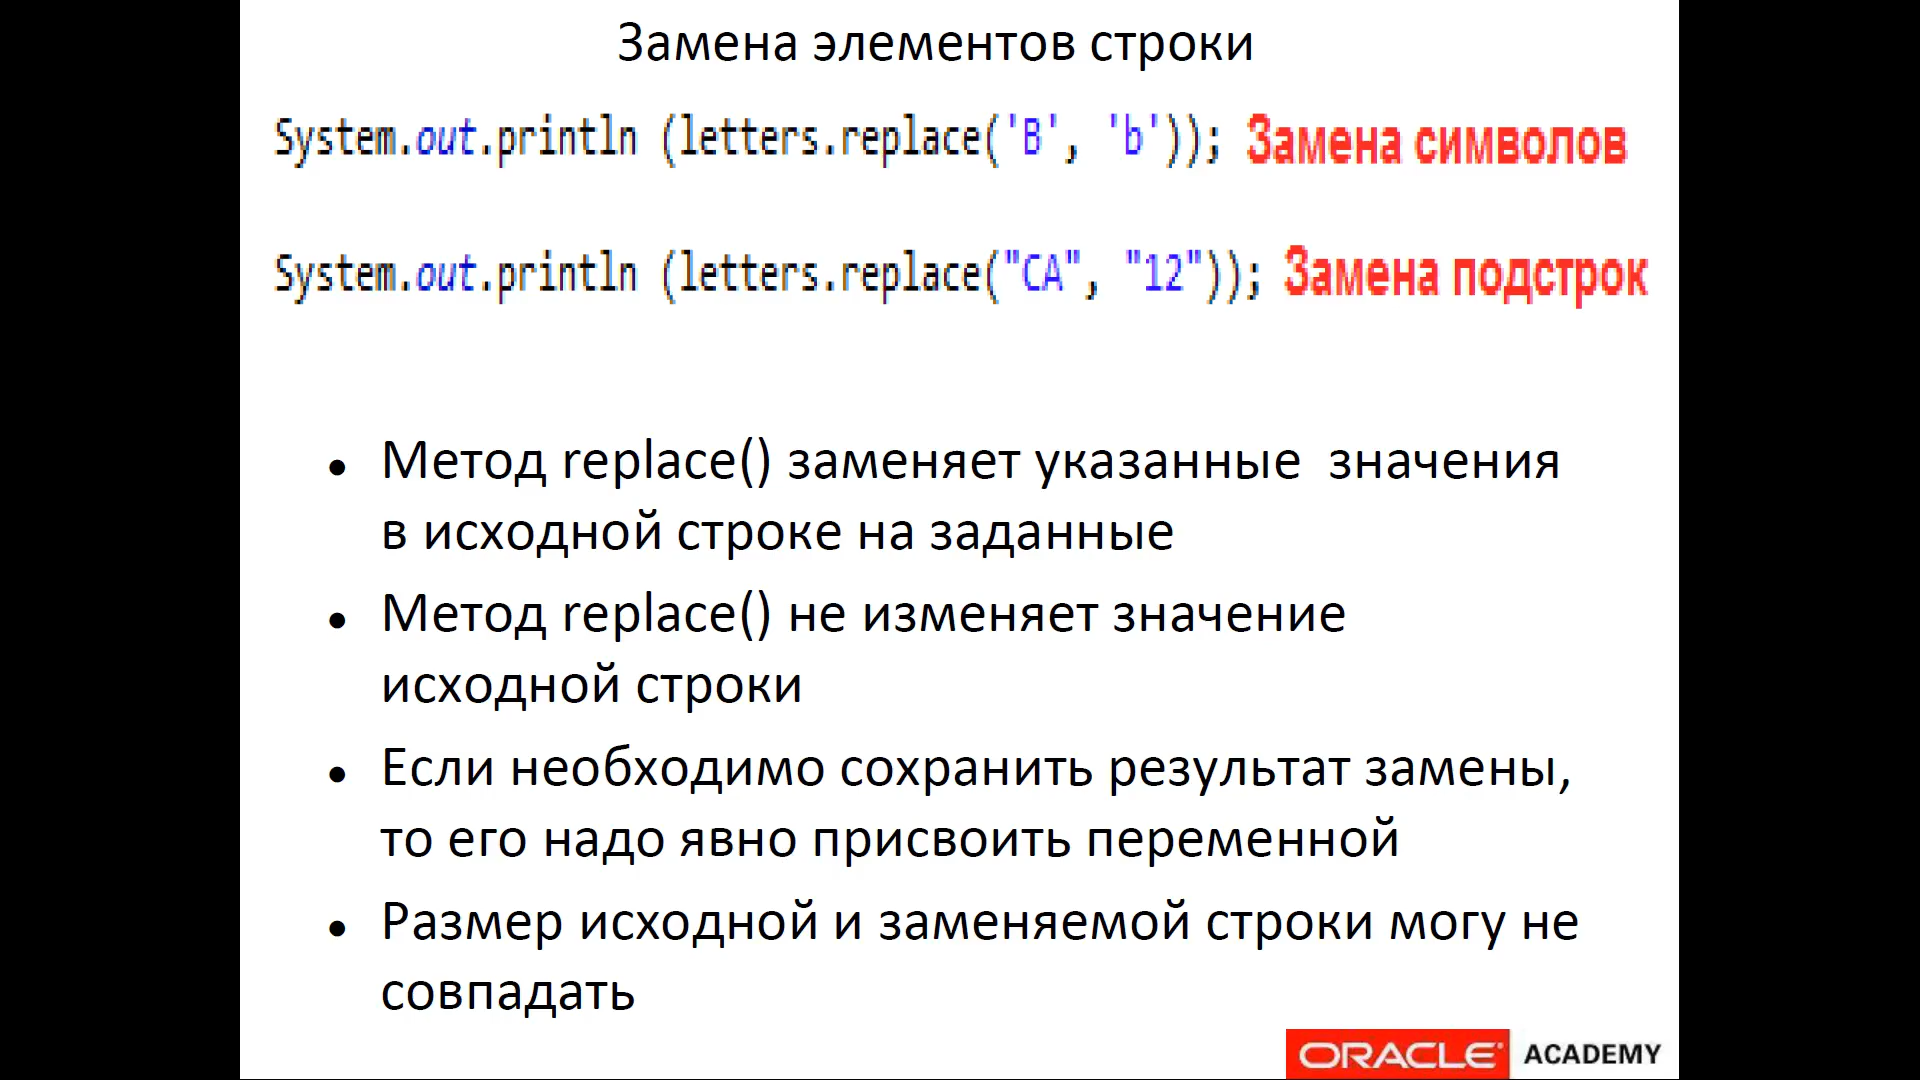 Замена элементов строки
System.out.println (letters.replace('B', 'b')); Замена символов
System.out.println (letters.replace("CA", "12")); Замена подстрок
• Метод replace() заменяет указанные значения
в исходной строке на заданные
• Метод replace() не изменяет значение
исходной строки
• Если необходимо сохранить результат замены,
то его надо явно присвоить переменной
• Размер исходной и заменяемой строки могу не
совпадать
ORACLE ACADEMY